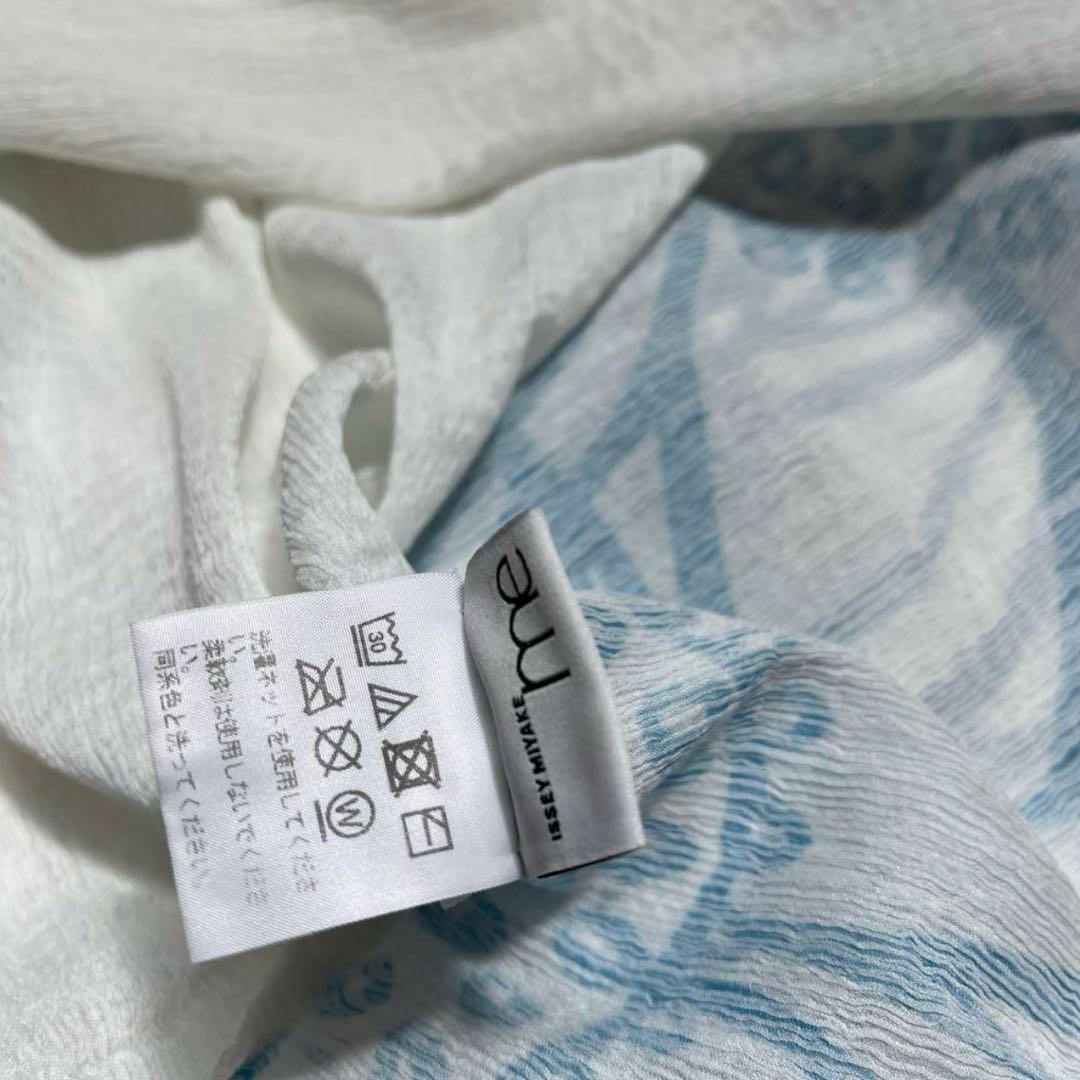 me
ISSEY MIYAKE
30
W
洗濯ネットを使用してくださ
い。
柔軟剤は使用しないでくださ
い。
同系色と洗ってください。